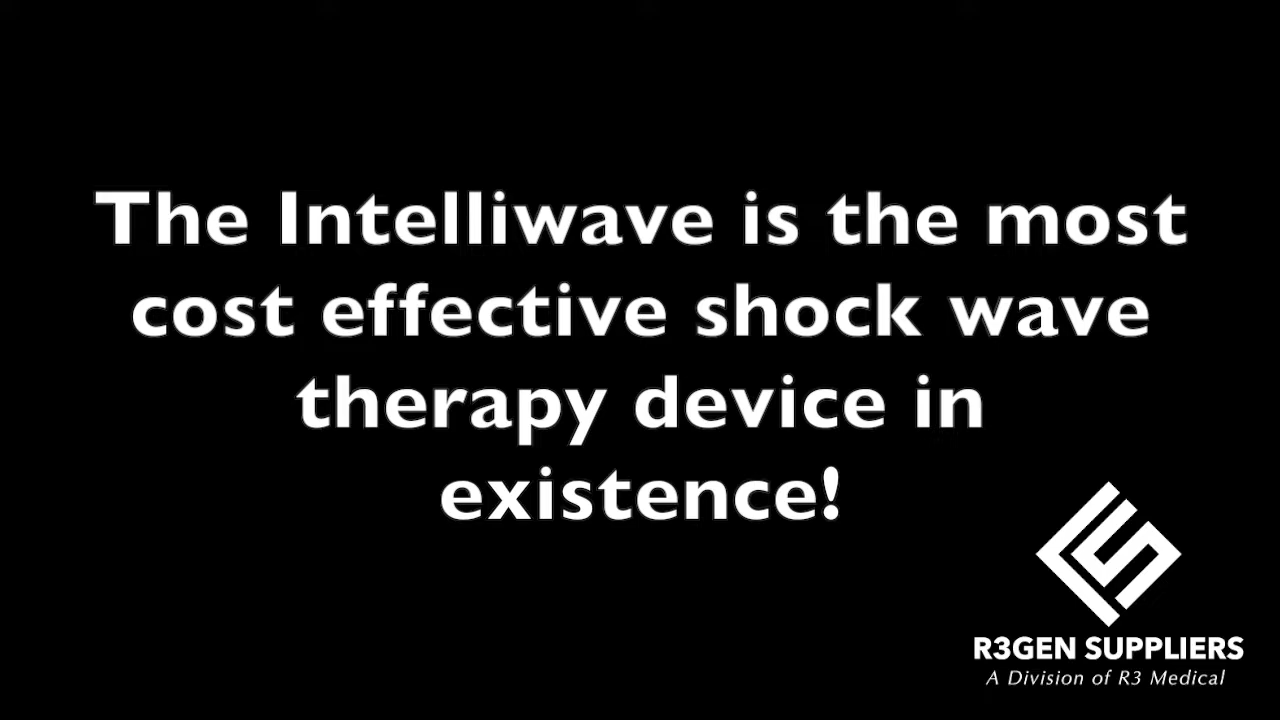 The Intelliwave is the most
cost effective shock wave
therapy device in
existence!
R3GEN SUPPLIERS
A Division of R3 Medical